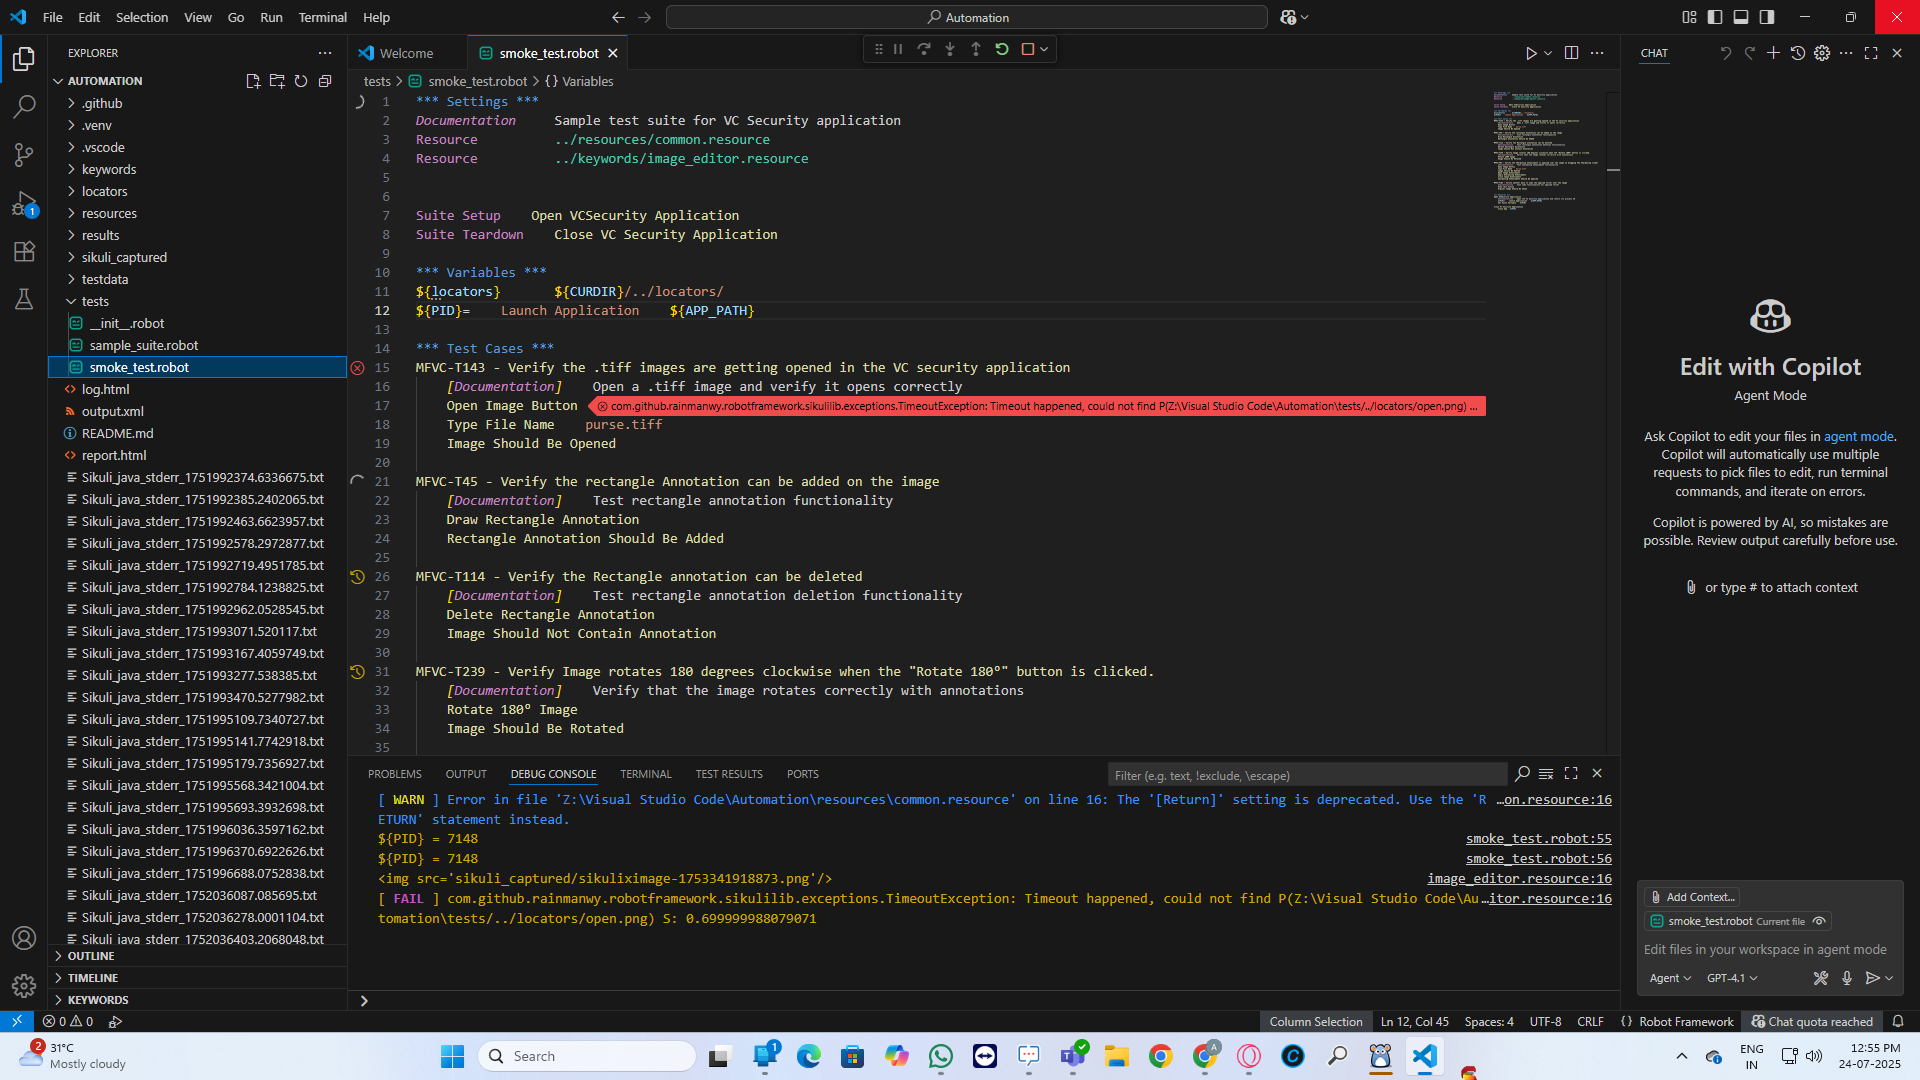 File Edit Selection View Go Run Terminal Help
Automation
EXPLORER
AUTOMATION
.github
.venv
.vscode
keywords
locators
resources
results
sikuli_captured
testdata
tests
__init__.robot
sample_suite.robot
smoke_test.robot
log.html
output.xml
README.md
report.html
Sikuli_java_stderr_1751992374.6336675.txt
Sikuli_java_stderr_1751992385.2402065.txt
Sikuli_java_stderr_1751992463.6623957.txt
Sikuli_java_stderr_1751992578.2972877.txt
Sikuli_java_stderr_1751992719.4951785.txt
Sikuli_java_stderr_1751992784.1238825.txt
Sikuli_java_stderr_1751992962.0528545.txt
Sikuli_java_stderr_1751993071.520117.txt
Sikuli_java_stderr_1751993167.4059749.txt
Sikuli_java_stderr_1751993277.538385.txt
Sikuli_java_stderr_1751993470.5277982.txt
Sikuli_java_stderr_1751995109.7340727.txt
Sikuli_java_stderr_1751995141.7742918.txt
Sikuli_java_stderr_1751995179.7356927.txt
Sikuli_java_stderr_1751995568.3421004.txt
Sikuli_java_stderr_1751995693.3932698.txt
Sikuli_java_stderr_1751996036.3597162.txt
Sikuli_java_stderr_1751996370.6922626.txt
Sikuli_java_stderr_1751996688.0752838.txt
Sikuli_java_stderr_1752036087.085695.txt
Sikuli_java_stderr_1752036278.0001104.txt
Sikuli_java_stderr_1752036403.2068048.txt
OUTLINE
TIMELINE
KEYWORDS
1
Welcome
smoke_test.robot
tests > smoke_test.robot > {} Variables
1 *** Settings ***
2 Documentation Sample test suite for VC Security application
3 Resource ../resources/common.resource
4 Resource ../keywords/image_editor.resource
5
6
7 Suite Setup Open VCSecurity Application
8 Suite Teardown Close VC Security Application
9
10 *** Variables ***
11 ${locators} ${CURDIR}/../locators/
12 ${PID}= Launch Application ${APP_PATH}
13
14 *** Test Cases ***
15 MFVC-T143 - Verify the .tiff images are getting opened in the VC security application
16 [Documentation] Open a .tiff image and verify it opens correctly
17 Open Image Button com.github.rainmanwy.robotframework.sikulilib.exceptions.TimeoutException: Timeout happened, could not find P(Z:\Visual Studio Code\Automation\tests/../locators/open.png) ...
18 Type File Name purse.tiff
19 Image Should Be Opened
20
21 MFVC-T45 - Verify the rectangle Annotation can be added on the image
22 [Documentation] Test rectangle annotation functionality
23 Draw Rectangle Annotation
24 Rectangle Annotation Should Be Added
25
26 MFVC-T114 - Verify the Rectangle annotation can be deleted
27 [Documentation] Test rectangle annotation deletion functionality
28 Delete Rectangle Annotation
29 Image Should Not Contain Annotation
30
31 MFVC-T239 - Verify Image rotates 180 degrees clockwise when the "Rotate 180º" button is clicked.
32 [Documentation] Verify that the image rotates correctly with annotations
33 Rotate 180º Image
34 Image Should Be Rotated
35
PROBLEMS OUTPUT DEBUG CONSOLE TERMINAL TEST RESULTS PORTS
Filter (e.g. text, !exclude, \escape)
[ WARN ] Error in file 'Z:\Visual Studio Code\Automation\resources\common.resource' on line 16: The '[Return]' setting is deprecated. Use the 'R …on.resource:16
ETURN' statement instead.
${PID} = 7148 smoke_test.robot:55
${PID} = 7148 smoke_test.robot:56
<img src='sikuli_captured/sikuliximage-1753341918873.png'/> image_editor.resource:16
[ FAIL ] com.github.rainmanwy.robotframework.sikulilib.exceptions.TimeoutException: Timeout happened, could not find P(Z:\Visual Studio Code\Au …itor.resource:16
tomation\tests/../locators/open.png) S: 0.699999988079071
CHAT
Edit with Copilot
Agent Mode
Ask Copilot to edit your files in agent mode.
Copilot will automatically use multiple
requests to pick files to edit, run terminal
commands, and iterate on errors.
Copilot is powered by AI, so mistakes are
possible. Review output carefully before use.
or type # to attach context
Add Context...
smoke_test.robot Current file
Edit files in your workspace in agent mode
Agent GPT-4.1
0 0
Column Selection Ln 12, Col 45 Spaces: 4 UTF-8 CRLF {} Robot Framework Chat quota reached
2
31°C
Mostly cloudy
Search
1
A
ENG
IN
12:55 PM
24-07-2025